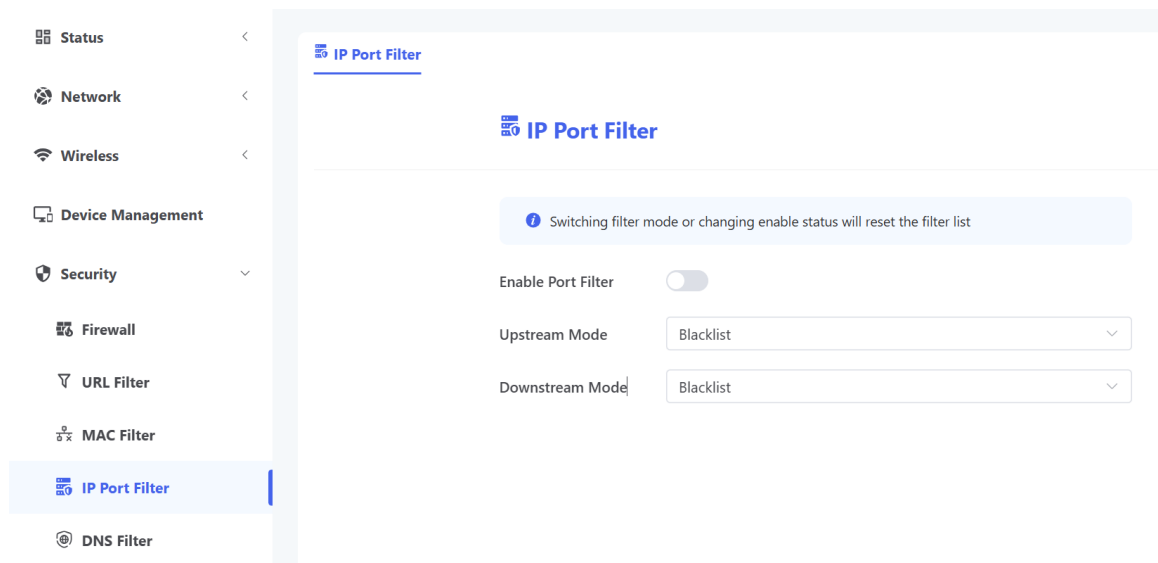 Status
Network
Wireless
Device Management
Security
Firewall
URL Filter
MAC Filter
IP Port Filter
DNS Filter
IP Port Filter
IP Port Filter
Switching filter mode or changing enable status will reset the filter list
Enable Port Filter
Upstream Mode Blacklist
Downstream Mode Blacklist